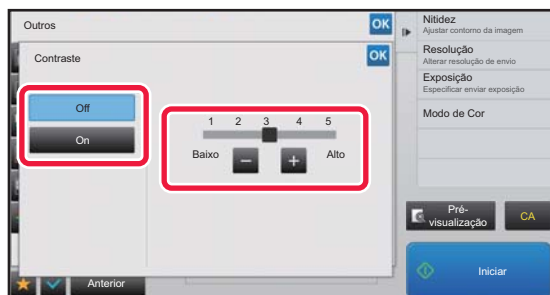 Outros
OK
Contraste
OK
Off
On
1 2 3 4 5
Baixo
Alto
Anterior
Nitidez
Ajustar contorno da imagem
Resolução
Alterar resolução de envio
Exposição
Especificar enviar exposição
Modo de Cor
Pré-
visualização
CA
Iniciar